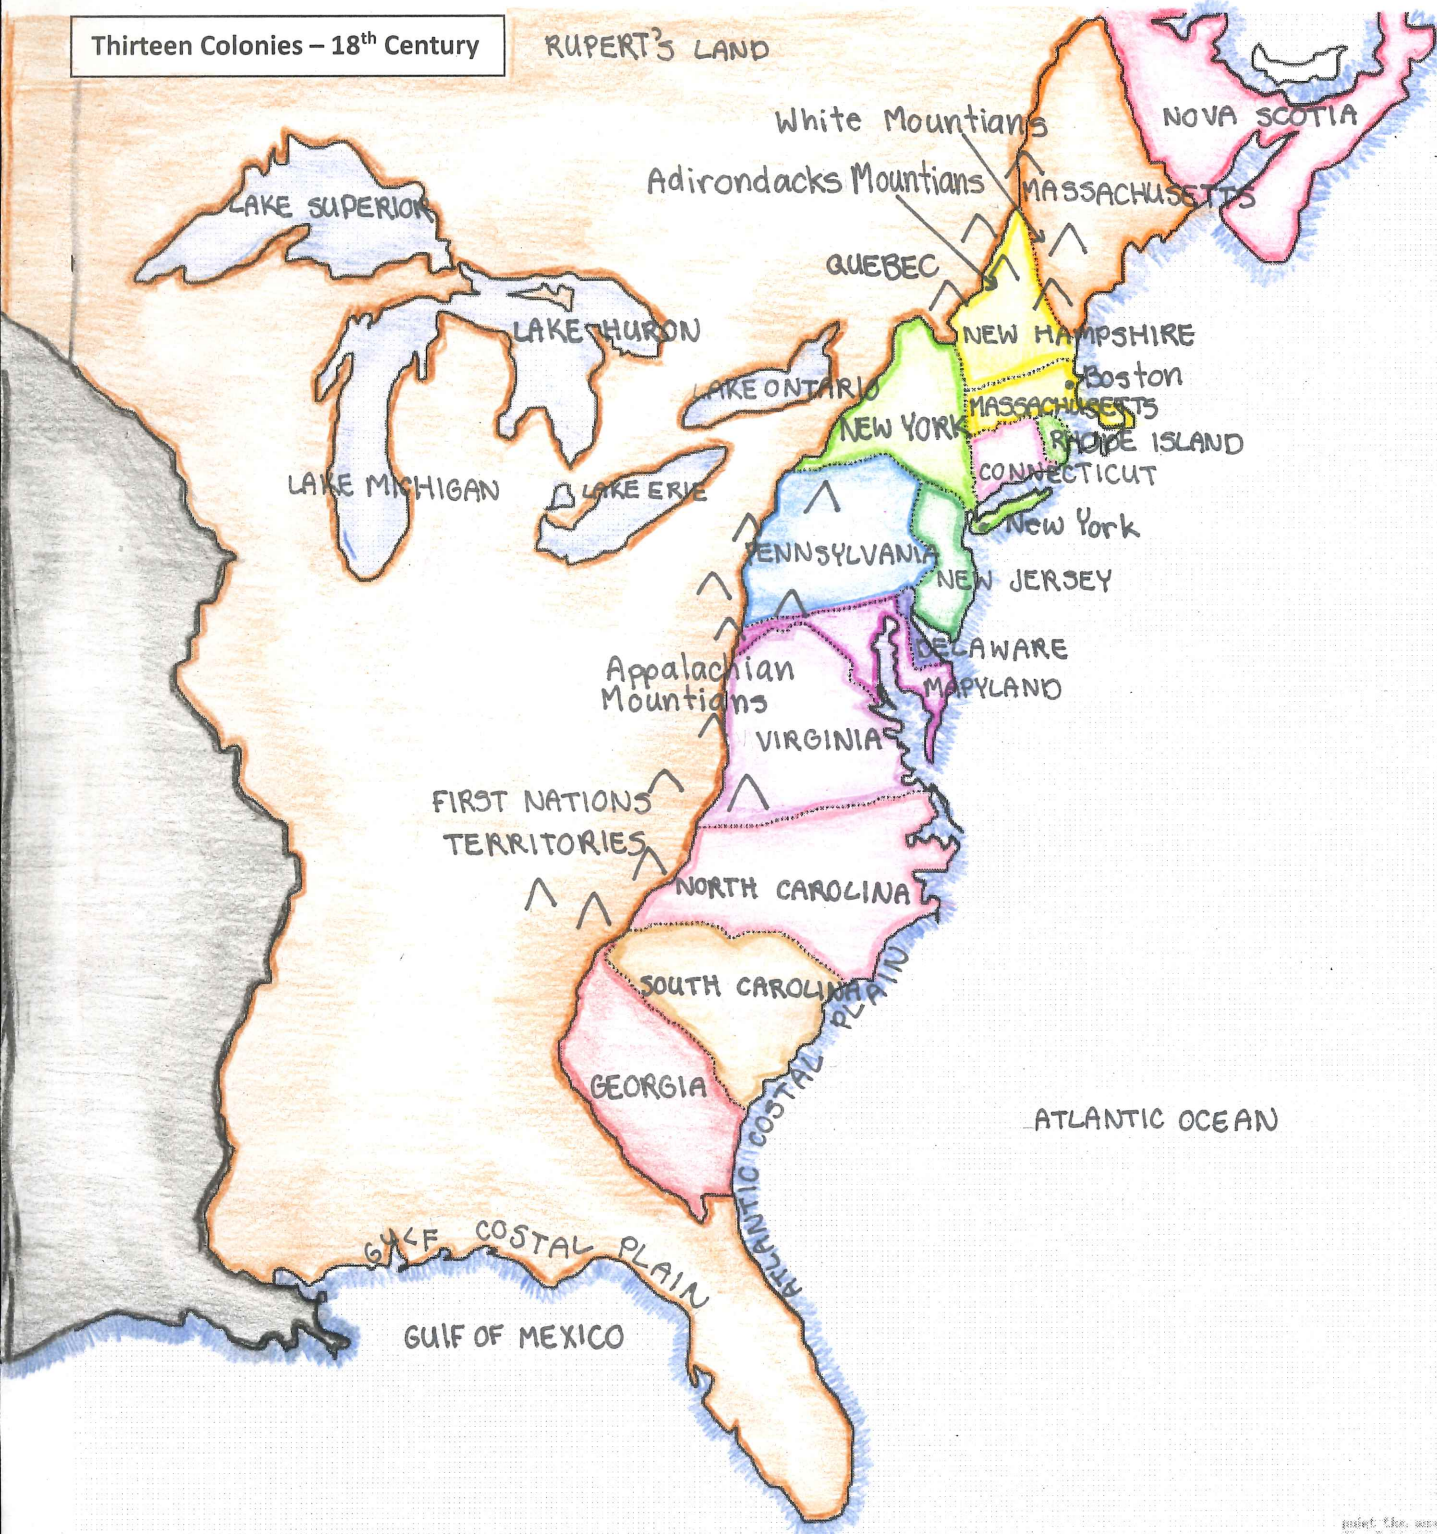 Thirteen Colonies – 18th Century
RUPERT'S LAND
White Mountians
NOVA SCOTIA
Adirondacks Mountians
MASSACHUSETTS
LAKE SUPERIOR
QUEBEC
LAKE HURON
NEW HAMPSHIRE
Boston
LAKE ONTARIO
MASSACHUSETTS
NEW YORK
RHODE ISLAND
CONNECTICUT
LAKE MICHIGAN
LAKE ERIE
New York
PENNSYLVANIA
NEW JERSEY
DELAWARE
Appalachian
Mountians
MAPYLAND
VIRGINIA
FIRST NATIONS
TERRITORIES
NORTH CAROLINA
SOUTH CAROLINA
GEORGIA
ATLANTIC COSTAL PLAIN
ATLANTIC OCEAN
GULF COSTAL PLAIN
GULF OF MEXICO